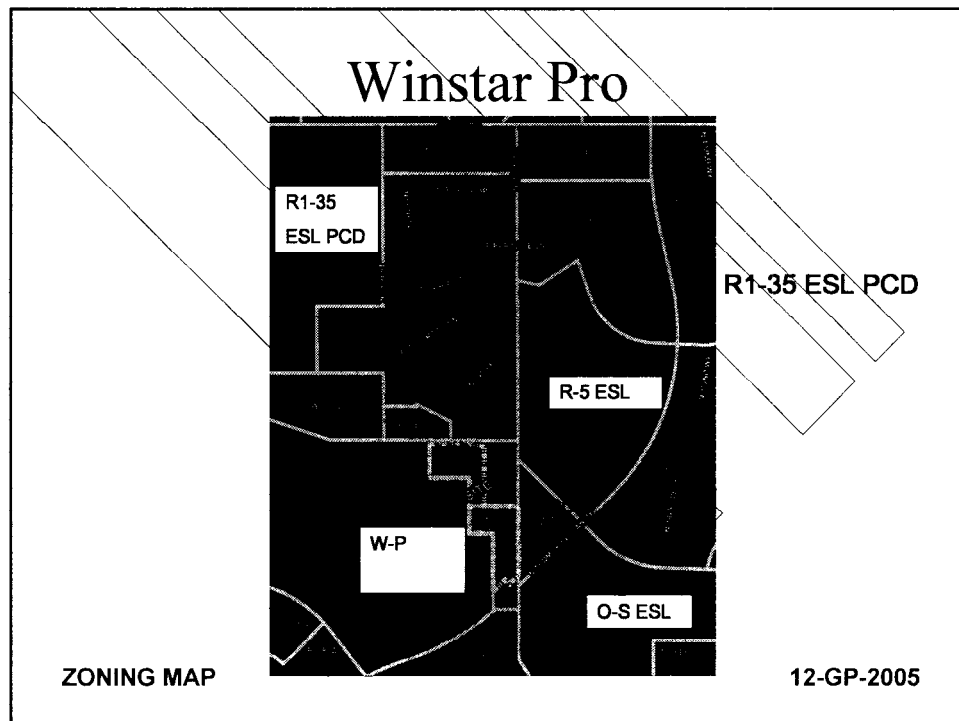 Winstar Pro
R1-35
ESL PCD
R1-35 ESL PCD
R-5 ESL
W-P
O-S ESL
ZONING MAP
12-GP-2005